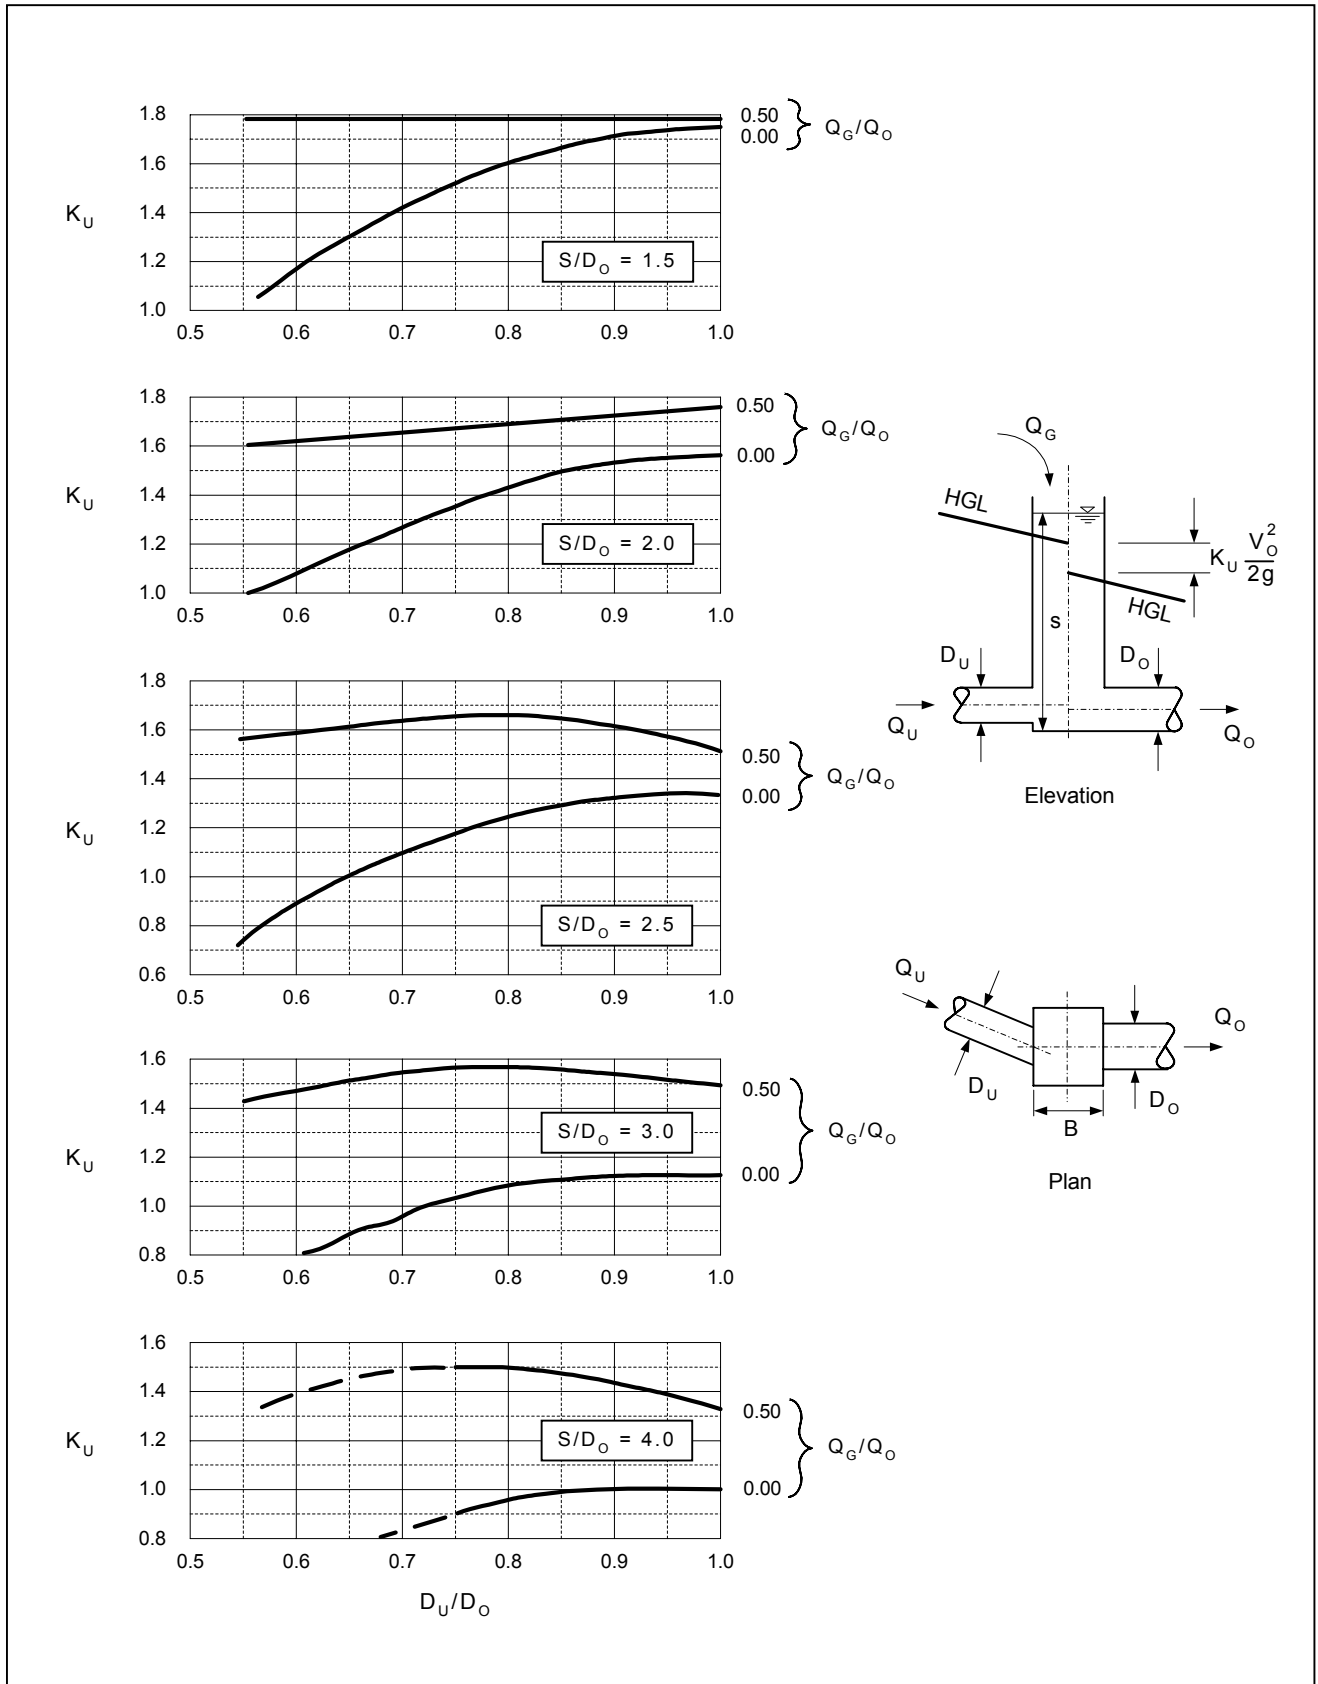 1.8
1.6
1.4
1.2
1.0
K_U
0.5 0.6 0.7 0.8 0.9 1.0
S/D_O = 1.5
0.50
0.00
Q_G/Q_O
1.8
1.6
1.4
1.2
1.0
K_U
0.5 0.6 0.7 0.8 0.9 1.0
S/D_O = 2.0
0.50
0.00
Q_G/Q_O
1.8
1.6
1.4
1.2
1.0
0.8
0.6
K_U
0.5 0.6 0.7 0.8 0.9 1.0
S/D_O = 2.5
0.50
0.00
Q_G/Q_O
1.6
1.4
1.2
1.0
0.8
K_U
0.5 0.6 0.7 0.8 0.9 1.0
S/D_O = 3.0
0.50
0.00
Q_G/Q_O
1.6
1.4
1.2
1.0
0.8
K_U
0.5 0.6 0.7 0.8 0.9 1.0
S/D_O = 4.0
0.50
0.00
Q_G/Q_O
D_U/D_O
Q_G
HGL
K_U V_O^2/2g
HGL
s
D_U
D_O
Q_U
Q_O
Elevation
Q_U
Q_O
D_U
D_O
B
Plan